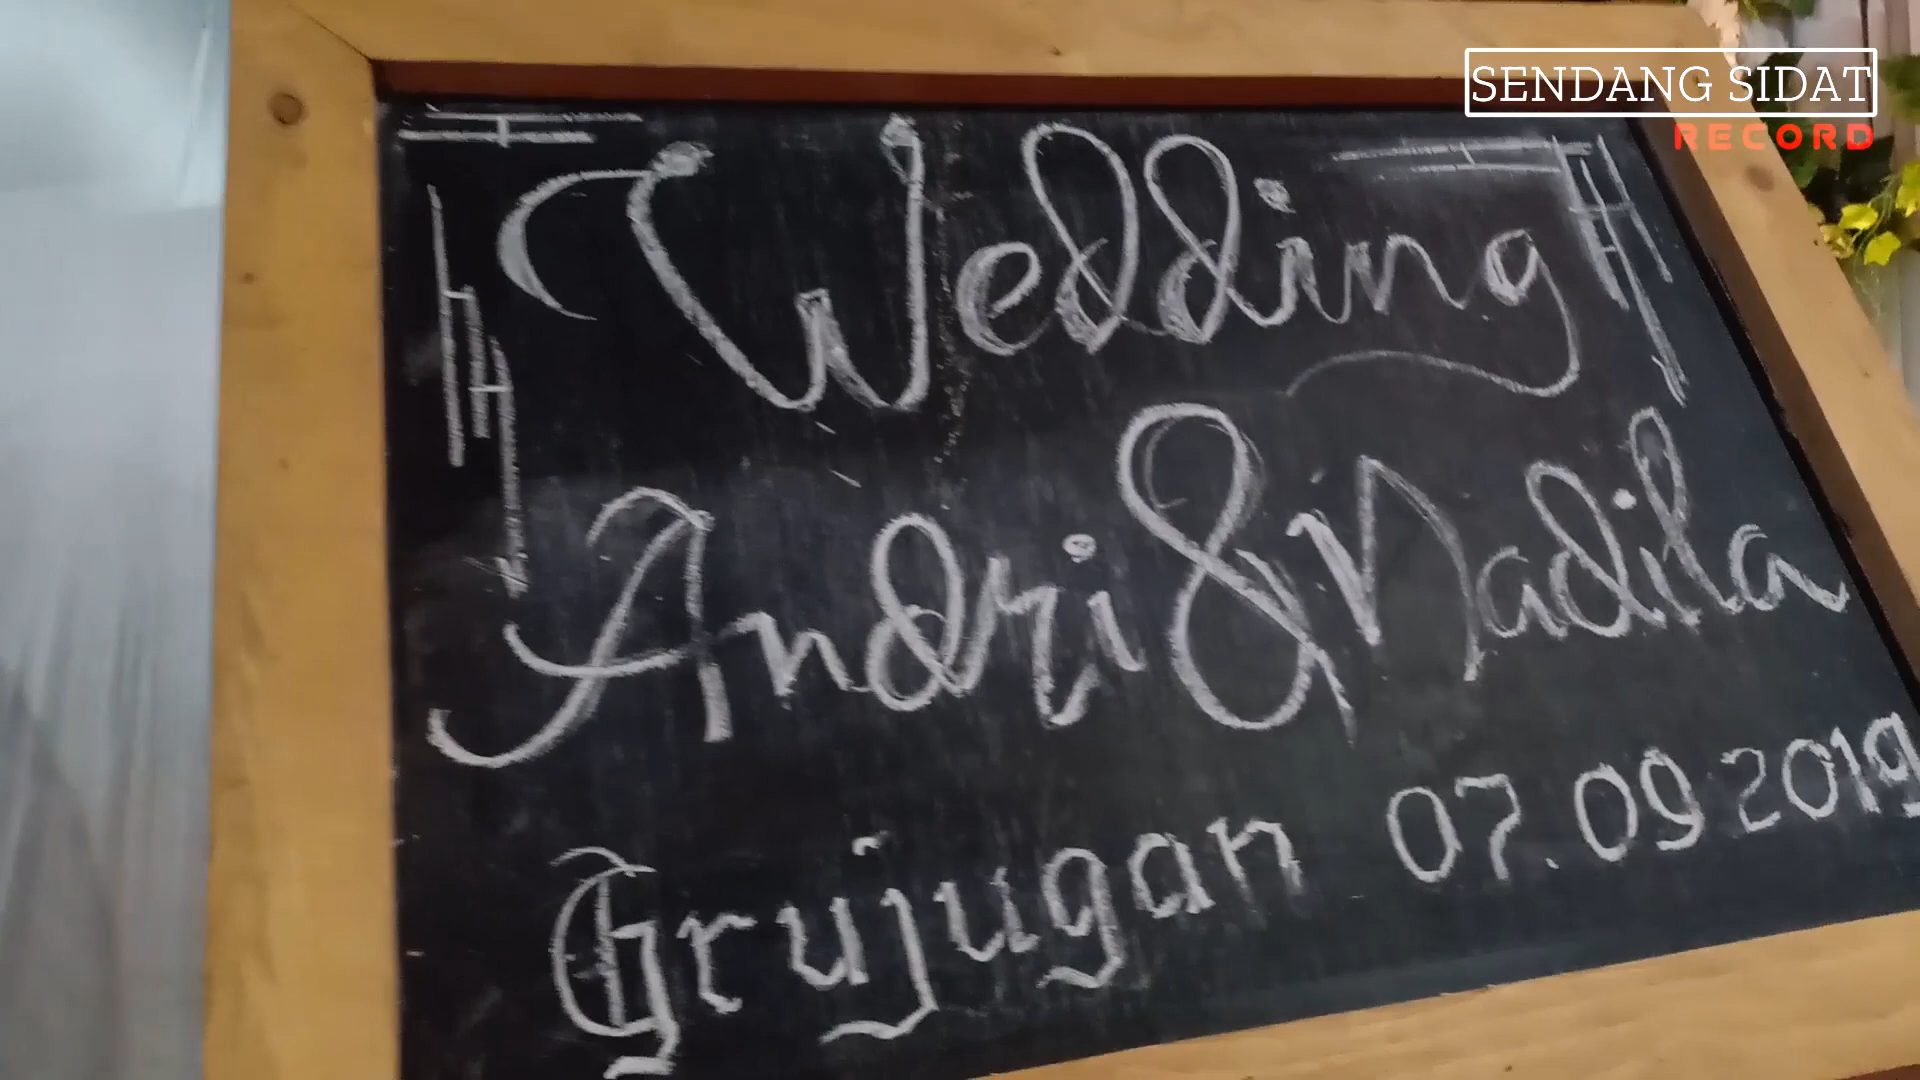 SENDANG SIDAT
RECORD
Wedding
Andri & Nadila
Grujugan 07.09 2019